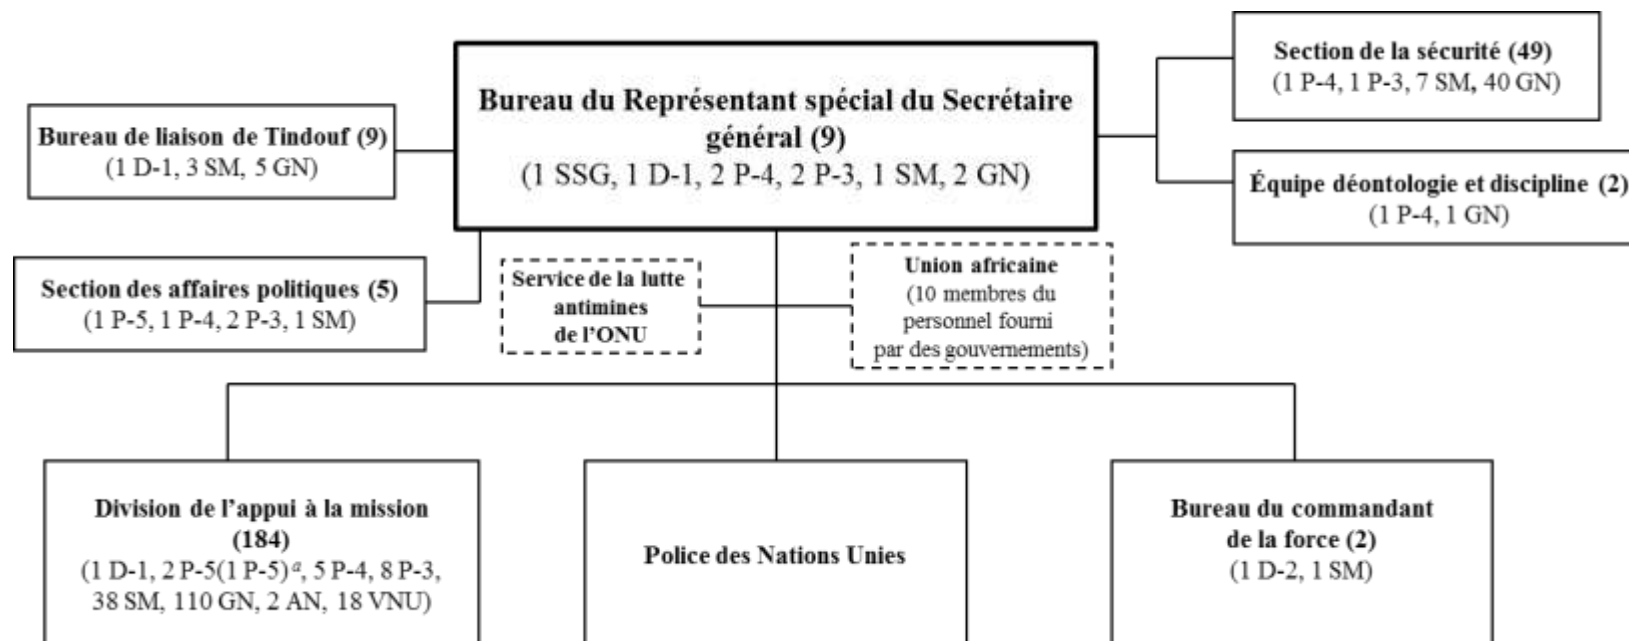 Section de la sécurité (49)
(1 P-4, 1 P-3, 7 SM, 40 GN)
Bureau du Représentant spécial du Secrétaire
général (9)
(1 SSG, 1 D-1, 2 P-4, 2 P-3, 1 SM, 2 GN)
Bureau de liaison de Tindouf (9)
(1 D-1, 3 SM, 5 GN)
Équipe déontologie et discipline (2)
(1 P-4, 1 GN)
Section des affaires politiques (5)
(1 P-5, 1 P-4, 2 P-3, 1 SM)
Service de la lutte
antimines
de l’ONU
Union africaine
(10 membres du
personnel fourni
par des gouvernements)
Division de l’appui à la mission
(184)
(1 D-1, 2 P-5(1 P-5)ᵃ, 5 P-4, 8 P-3,
38 SM, 110 GN, 2 AN, 18 VNU)
Police des Nations Unies
Bureau du commandant
de la force (2)
(1 D-2, 1 SM)